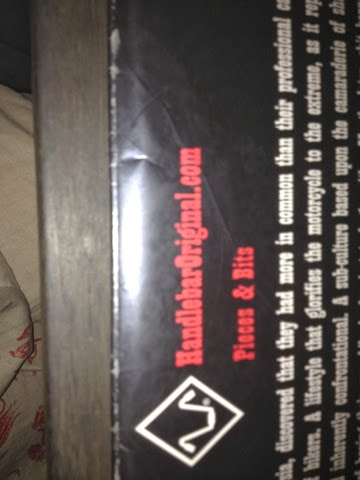 HandlebarOriginal.com
Pieces & Bits
discovered that they had more in common than their professional
bikers. A lifestyle that glorifies the motorcycle to the extreme, as it
inherently confrontational. A sub-culture based upon the camaraderie of